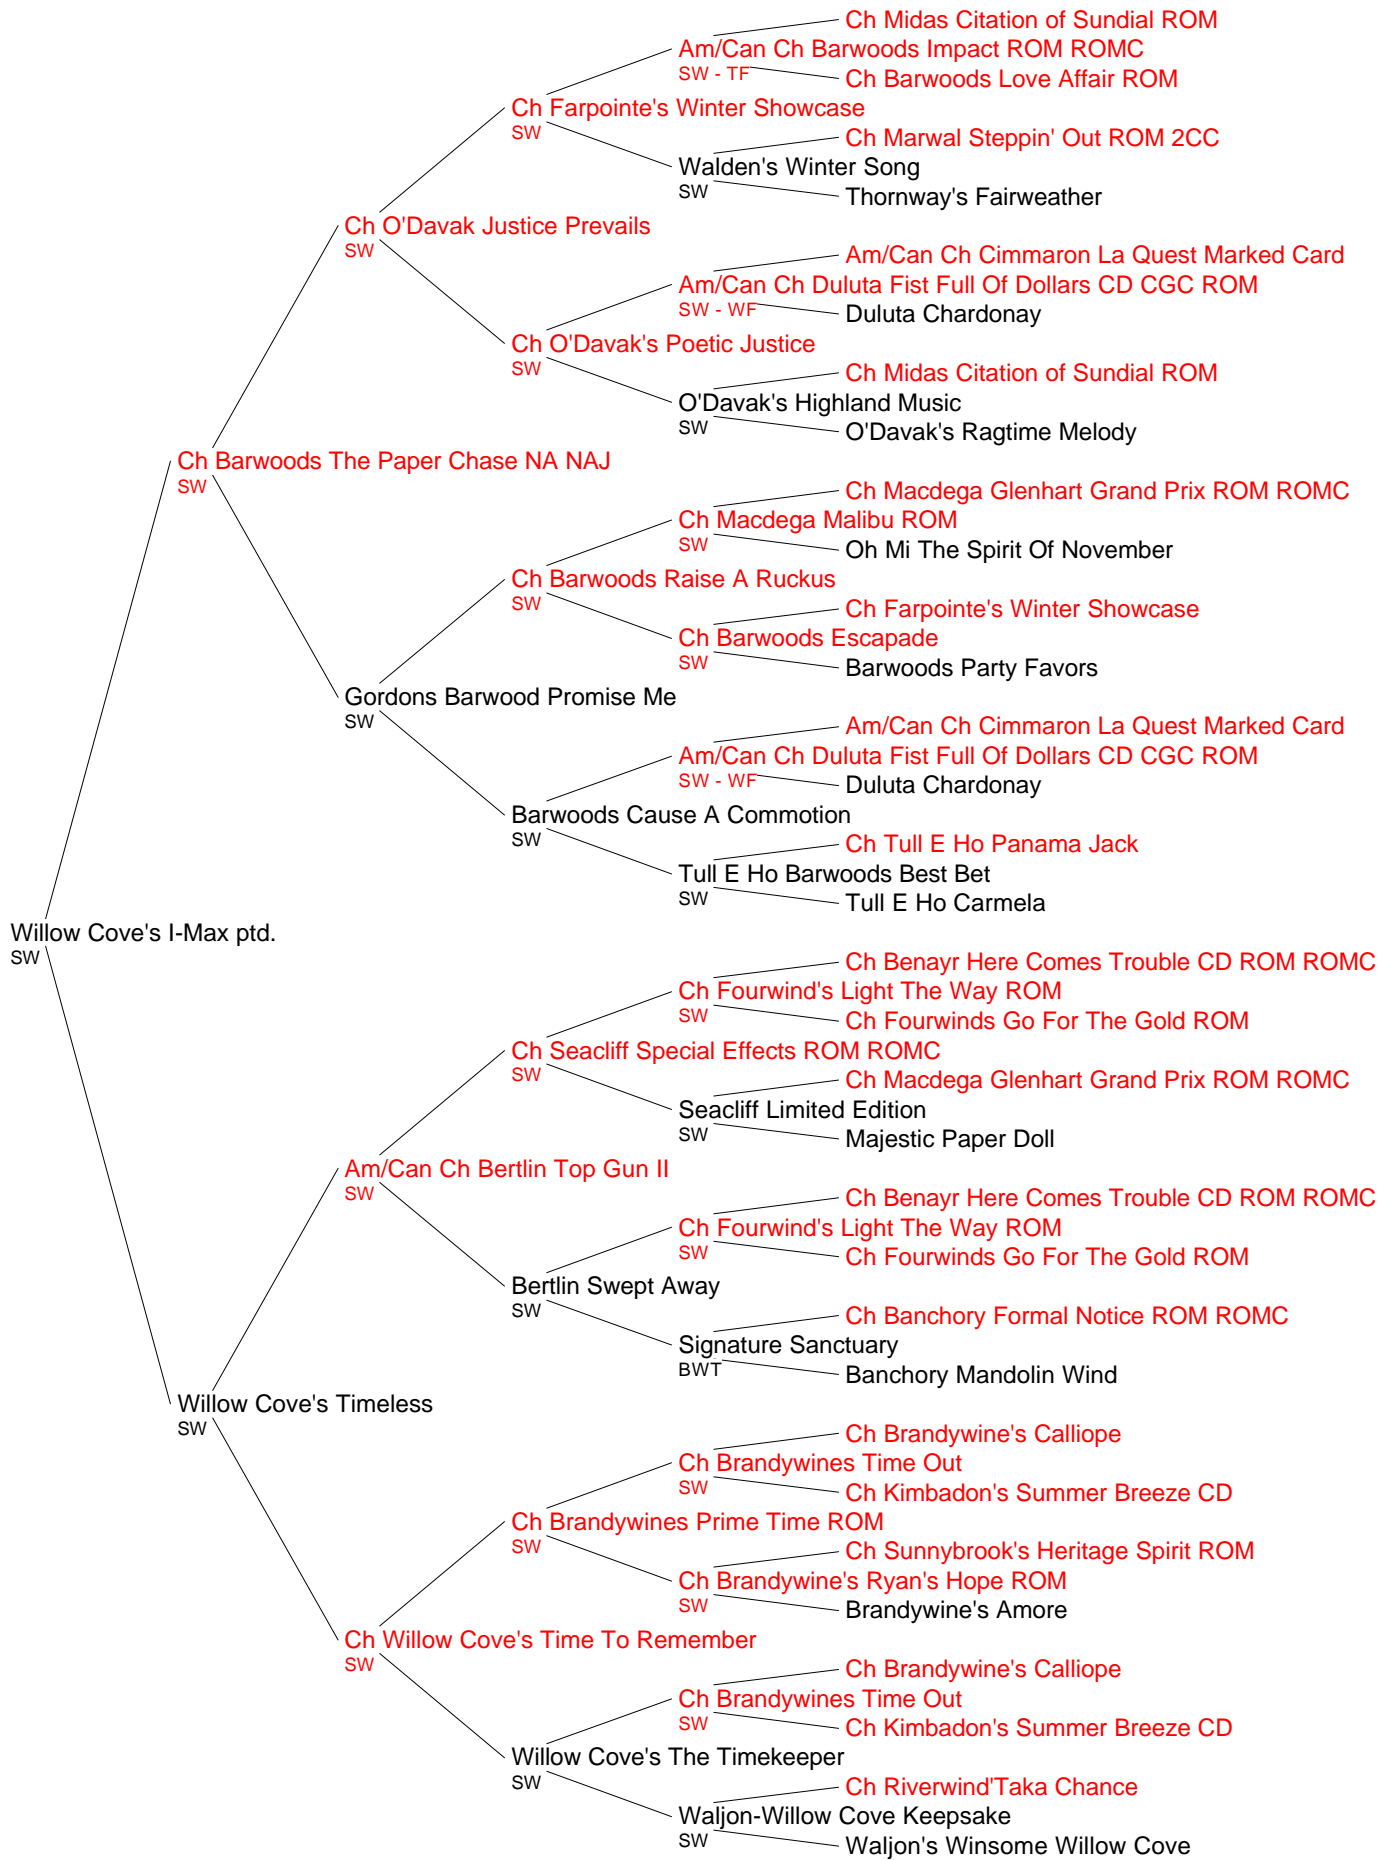 Ch Midas Citation of Sundial ROM
Am/Can Ch Barwoods Impact ROM ROMC
SW - TF
Ch Barwoods Love Affair ROM
Ch Farpointe's Winter Showcase
SW
Ch Marwal Steppin' Out ROM 2CC
Walden's Winter Song
SW
Thornway's Fairweather
Ch O'Davak Justice Prevails
SW
Am/Can Ch Cimmaron La Quest Marked Card
Am/Can Ch Duluta Fist Full Of Dollars CD CGC ROM
SW - WF
Duluta Chardonay
Ch O'Davak's Poetic Justice
SW
Ch Midas Citation of Sundial ROM
O'Davak's Highland Music
SW
O'Davak's Ragtime Melody
Ch Barwoods The Paper Chase NA NAJ
SW
Ch Macdega Glenhart Grand Prix ROM ROMC
Ch Macdega Malibu ROM
SW
Oh Mi The Spirit Of November
Ch Barwoods Raise A Ruckus
SW
Ch Farpointe's Winter Showcase
Ch Barwoods Escapade
SW
Barwoods Party Favors
Gordons Barwood Promise Me
SW
Am/Can Ch Cimmaron La Quest Marked Card
Am/Can Ch Duluta Fist Full Of Dollars CD CGC ROM
SW - WF
Duluta Chardonay
Barwoods Cause A Commotion
SW
Ch Tull E Ho Panama Jack
Tull E Ho Barwoods Best Bet
SW
Tull E Ho Carmela
Willow Cove's I-Max ptd.
SW
Ch Benayr Here Comes Trouble CD ROM ROMC
Ch Fourwind's Light The Way ROM
SW
Ch Fourwinds Go For The Gold ROM
Ch Seacliff Special Effects ROM ROMC
SW
Ch Macdega Glenhart Grand Prix ROM ROMC
Seacliff Limited Edition
SW
Majestic Paper Doll
Am/Can Ch Bertlin Top Gun II
SW
Ch Benayr Here Comes Trouble CD ROM ROMC
Ch Fourwind's Light The Way ROM
SW
Ch Fourwinds Go For The Gold ROM
Bertlin Swept Away
SW
Ch Banchory Formal Notice ROM ROMC
Signature Sanctuary
BWT
Banchory Mandolin Wind
Willow Cove's Timeless
SW
Ch Brandywine's Calliope
Ch Brandywines Time Out
SW
Ch Kimbadon's Summer Breeze CD
Ch Brandywines Prime Time ROM
SW
Ch Sunnybrook's Heritage Spirit ROM
Ch Brandywine's Ryan's Hope ROM
SW
Brandywine's Amore
Ch Willow Cove's Time To Remember
SW
Ch Brandywine's Calliope
Ch Brandywines Time Out
SW
Ch Kimbadon's Summer Breeze CD
Willow Cove's The Timekeeper
SW
Ch Riverwind'Taka Chance
Waljon-Willow Cove Keepsake
SW
Waljon's Winsome Willow Cove